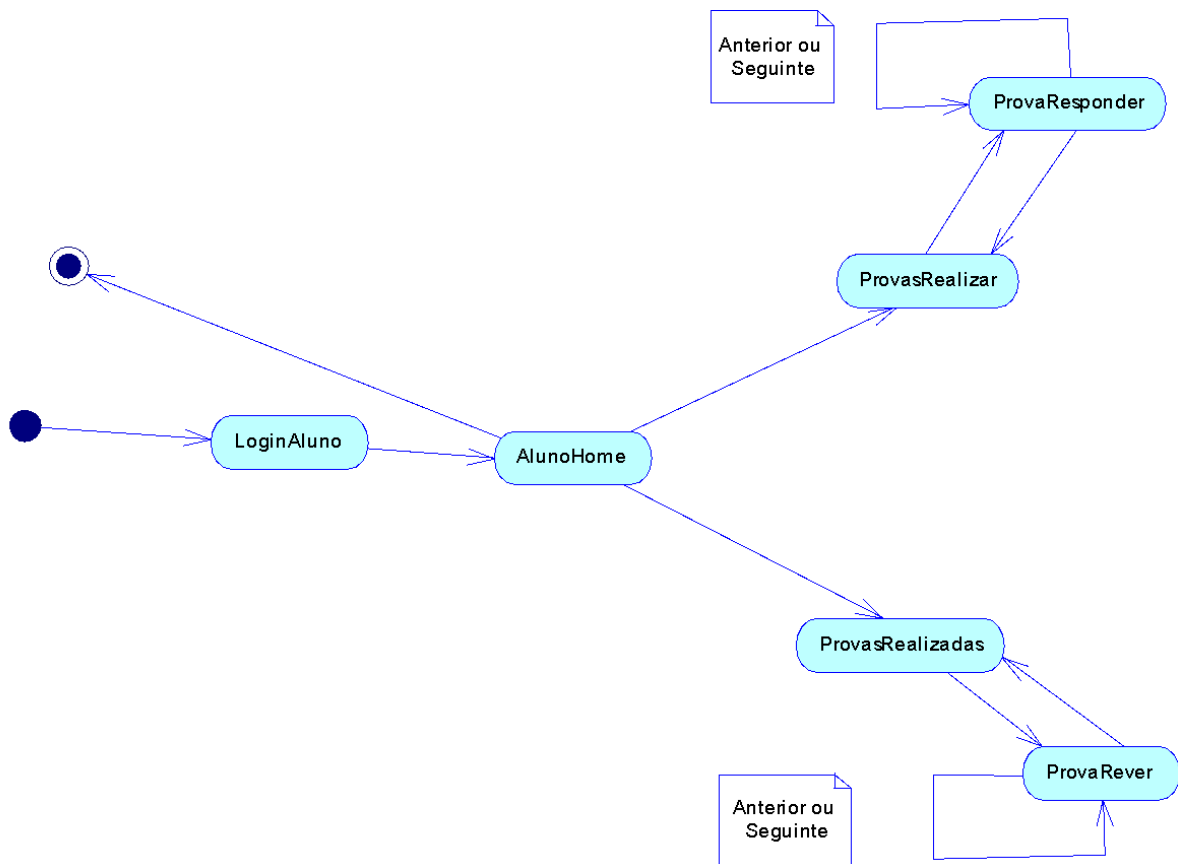 Anterior ou
Seguinte
ProvaResponder
ProvasRealizar
LoginAluno
AlunoHome
ProvasRealizadas
ProvaRever
Anterior ou
Seguinte